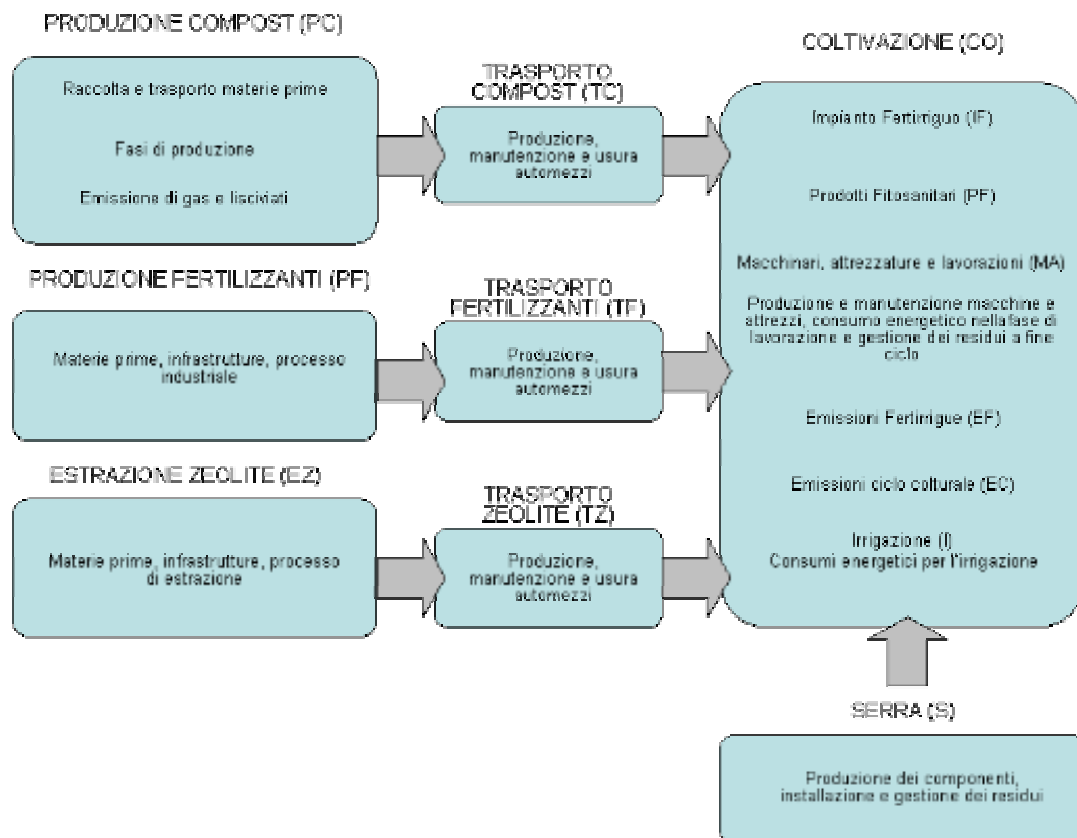 PRODUZIONE COMPOST (PC)
Raccolta e trasporto materie prime
Fasi di produzione
Emissione di gas e lisciviati
TRASPORTO
COMPOST (TC)
Produzione,
manutenzione e usura
automezzi
PRODUZIONE FERTILIZZANTI (PF)
Materie prime, infrastrutture, processo
industriale
TRASPORTO
FERTILIZZANTI (TF)
Produzione,
manutenzione e usura
automezzi
ESTRAZIONE ZEOLITE (EZ)
Materie prime, infrastrutture, processo
di estrazione
TRASPORTO
ZEOLITE (TZ)
Produzione,
manutenzione e usura
automezzi
COLTIVAZIONE (CO)
Impianto Fertirriguo (IF)
Prodotti Fitosanitari (PF)
Macchinari, attrezzature e lavorazioni (MA)
Produzione e manutenzione macchine e
attrezzi, consumo energetico nella fase di
lavorazione e gestione dei residui a fine
ciclo
Emissioni Fertirrigue (EF)
Emissioni ciclo colturale (EC)
Irrigazione (I)
Consumi energetici per l'irrigazione
SERRA (S)
Produzione dei componenti,
installazione e gestione dei residui